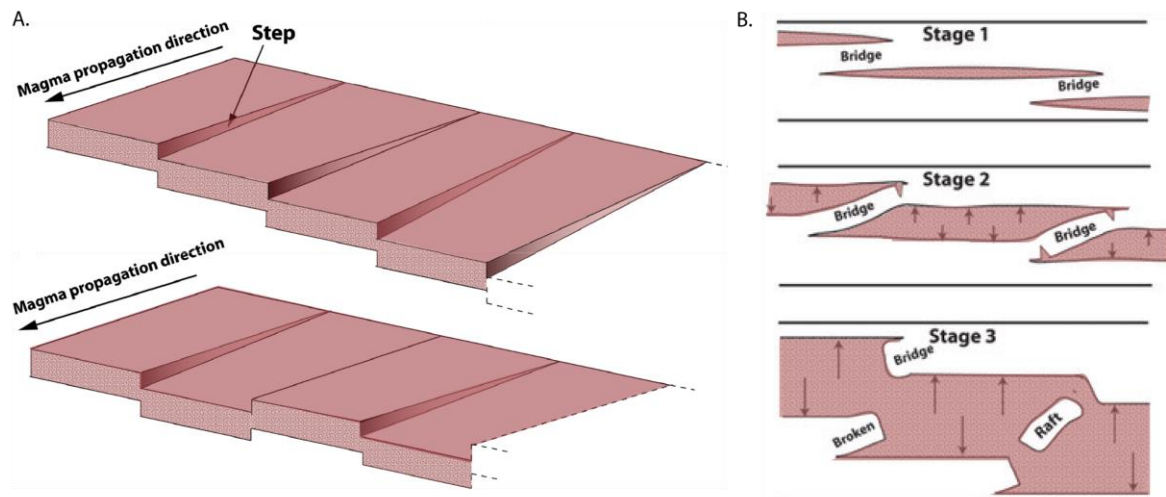 A.
Step
Magma propagation direction
Magma propagation direction
B.
Stage 1
Bridge
Bridge
Stage 2
Bridge
Bridge
Stage 3
Bridge
Broken
Raft